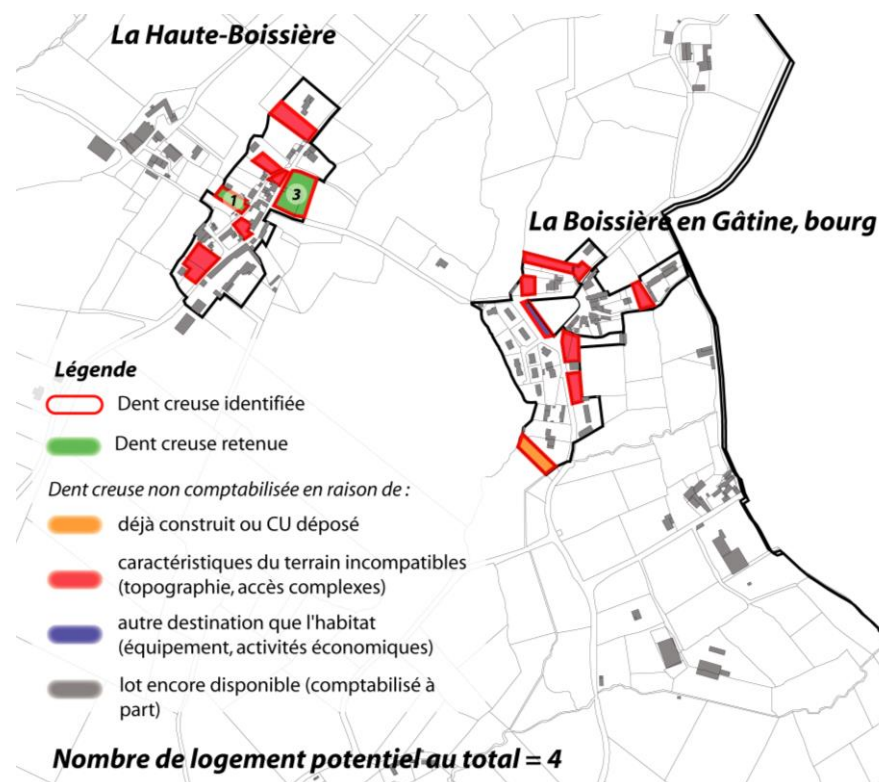 La Haute-Boissière
1
3
La Boissière en Gâtine, bourg
Légende
Dent creuse identifiée
Dent creuse retenue
Dent creuse non comptabilisée en raison de :
déjà construit ou CU déposé
caractéristiques du terrain incompatibles
(topographie, accès complexes)
autre destination que l'habitat
(équipement, activités économiques)
lot encore disponible (comptabilisé à
part)
Nombre de logement potentiel au total = 4